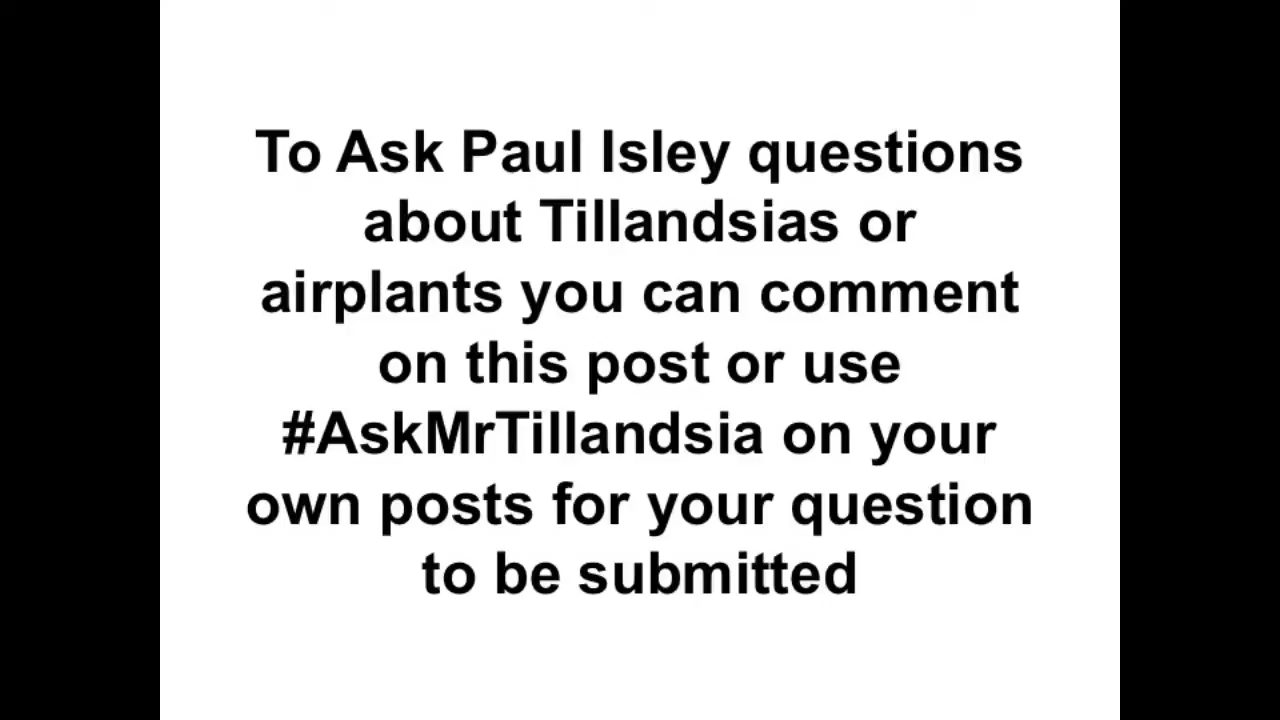 To Ask Paul Isley questions
about Tillandsias or
airplants you can comment
on this post or use
#AskMrTillandsia on your
own posts for your question
to be submitted